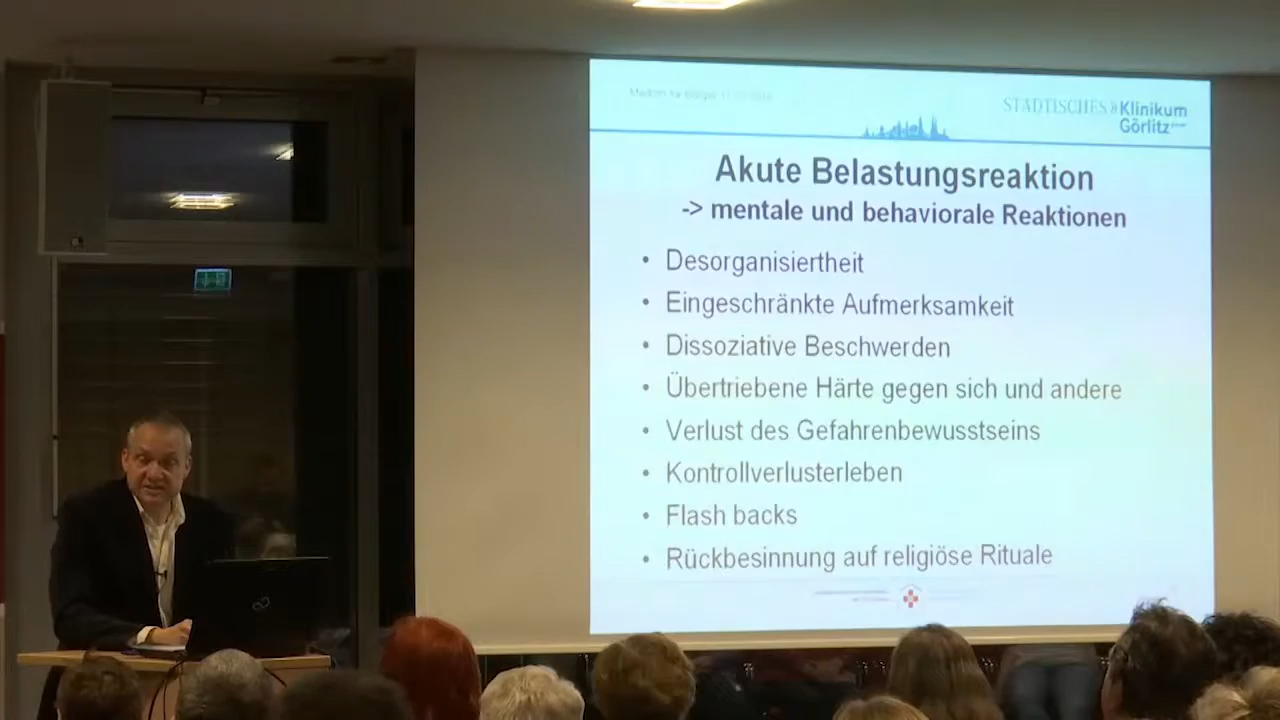 STÄDTISCHES Klinikum
Görlitz
Akute Belastungsreaktion
-> mentale und behaviorale Reaktionen
• Desorganisiertheit
• Eingeschränkte Aufmerksamkeit
• Dissoziative Beschwerden
• Übertriebene Härte gegen sich und andere
• Verlust des Gefahrenbewusstseins
• Kontrollverlusterleben
• Flash backs
• Rückbesinnung auf religiöse Rituale